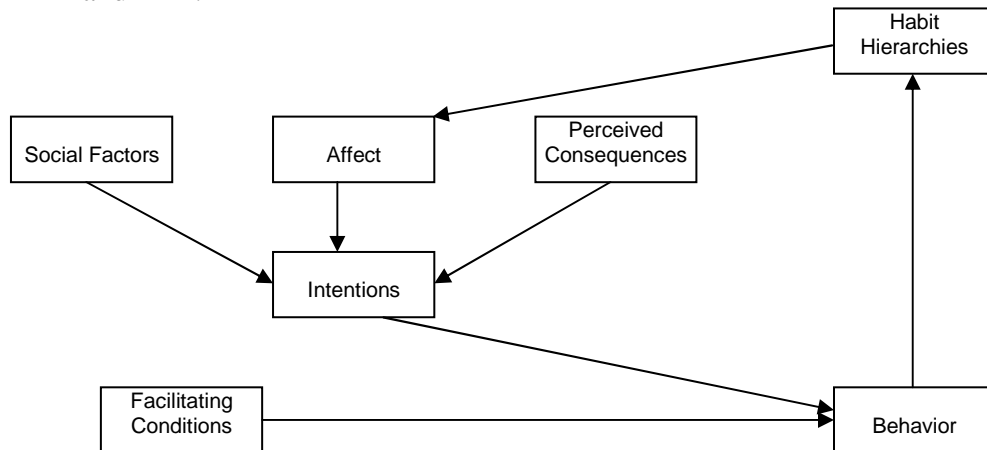 Habit
Hierarchies
Social Factors
Affect
Perceived
Consequences
Intentions
Facilitating
Conditions
Behavior